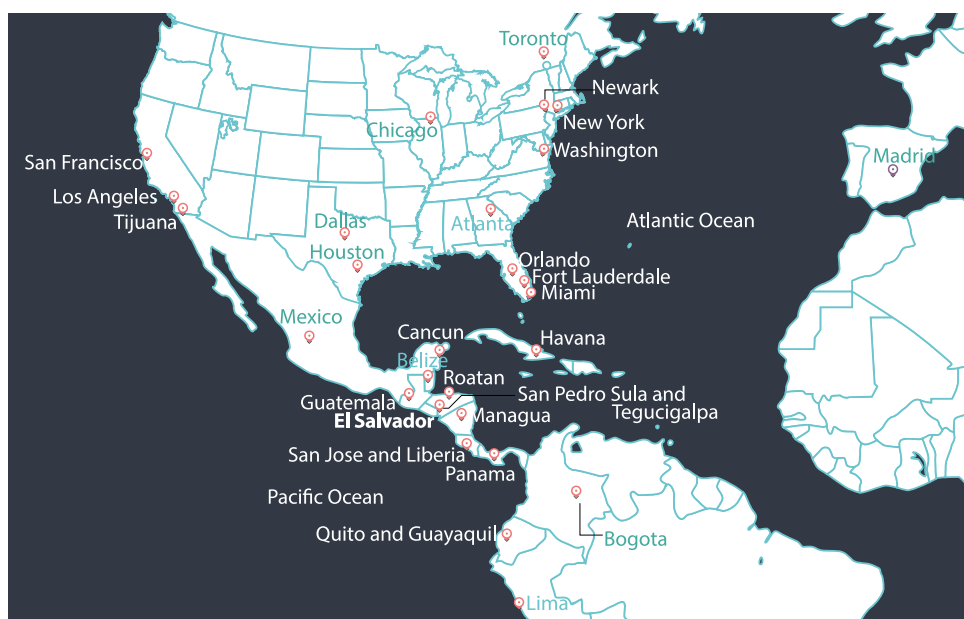 Toronto
Newark
New York
Chicago
Washington
San Francisco
Madrid
Los Angeles
Tijuana
Dallas
Atlanta
Atlantic Ocean
Houston
Orlando
Fort Lauderdale
Miami
Mexico
Cancun
Havana
Belize
Roatan
San Pedro Sula and
Tegucigalpa
Guatemala
Managua
El Salvador
San Jose and Liberia
Panama
Pacific Ocean
Quito and Guayaquil
Bogota
Lima